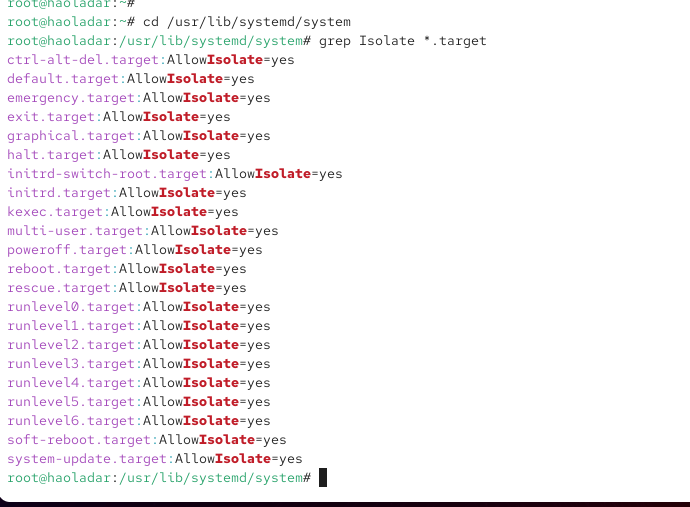 root@haoladar:~#
root@haoladar:~# cd /usr/lib/systemd/system
root@haoladar:/usr/lib/systemd/system# grep Isolate *.target
ctrl-alt-del.target:AllowIsolate=yes
default.target:AllowIsolate=yes
emergency.target:AllowIsolate=yes
exit.target:AllowIsolate=yes
graphical.target:AllowIsolate=yes
halt.target:AllowIsolate=yes
initrd-switch-root.target:AllowIsolate=yes
initrd.target:AllowIsolate=yes
kexec.target:AllowIsolate=yes
multi-user.target:AllowIsolate=yes
poweroff.target:AllowIsolate=yes
reboot.target:AllowIsolate=yes
rescue.target:AllowIsolate=yes
runlevel0.target:AllowIsolate=yes
runlevel1.target:AllowIsolate=yes
runlevel2.target:AllowIsolate=yes
runlevel3.target:AllowIsolate=yes
runlevel4.target:AllowIsolate=yes
runlevel5.target:AllowIsolate=yes
runlevel6.target:AllowIsolate=yes
soft-reboot.target:AllowIsolate=yes
system-update.target:AllowIsolate=yes
root@haoladar:/usr/lib/systemd/system#